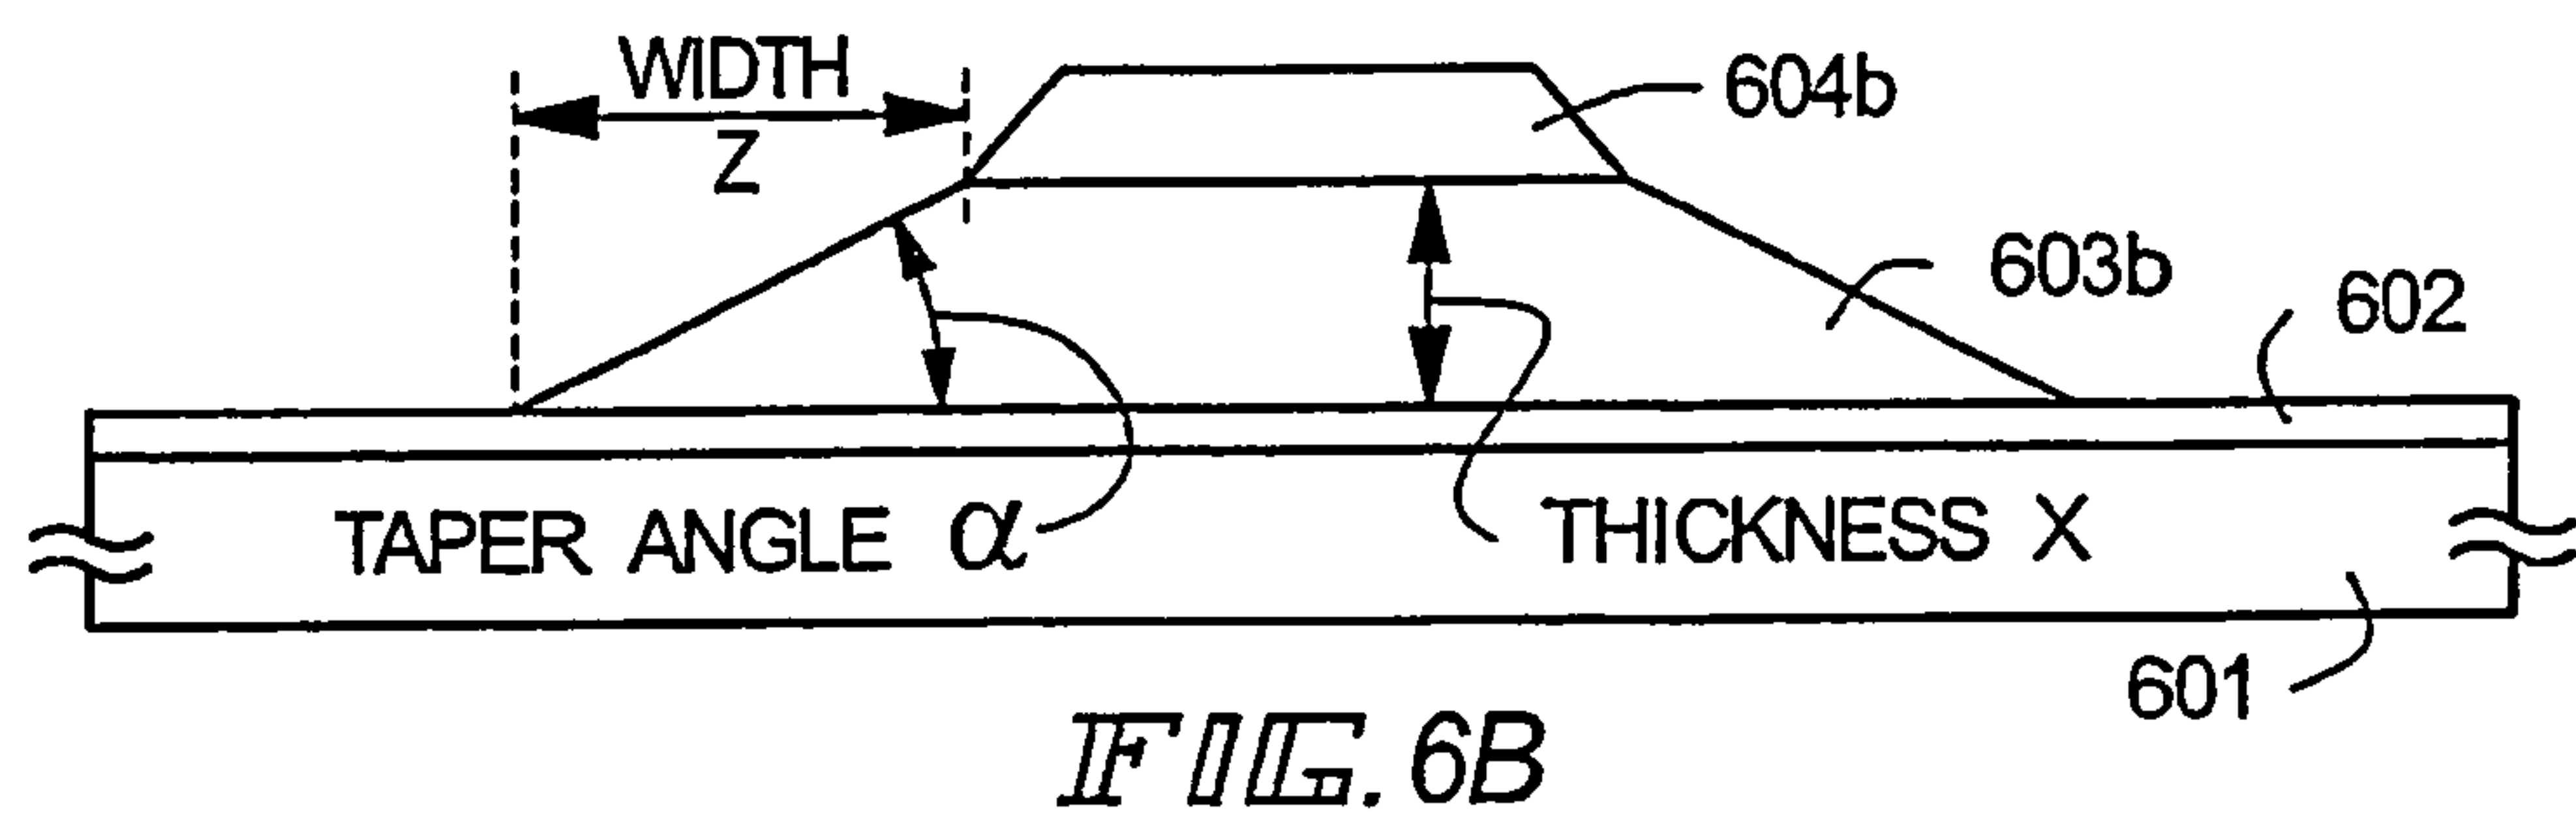 WIDTH
Z
604b
603b
602
TAPER ANGLE α
THICKNESS X
601
FIG. 6B